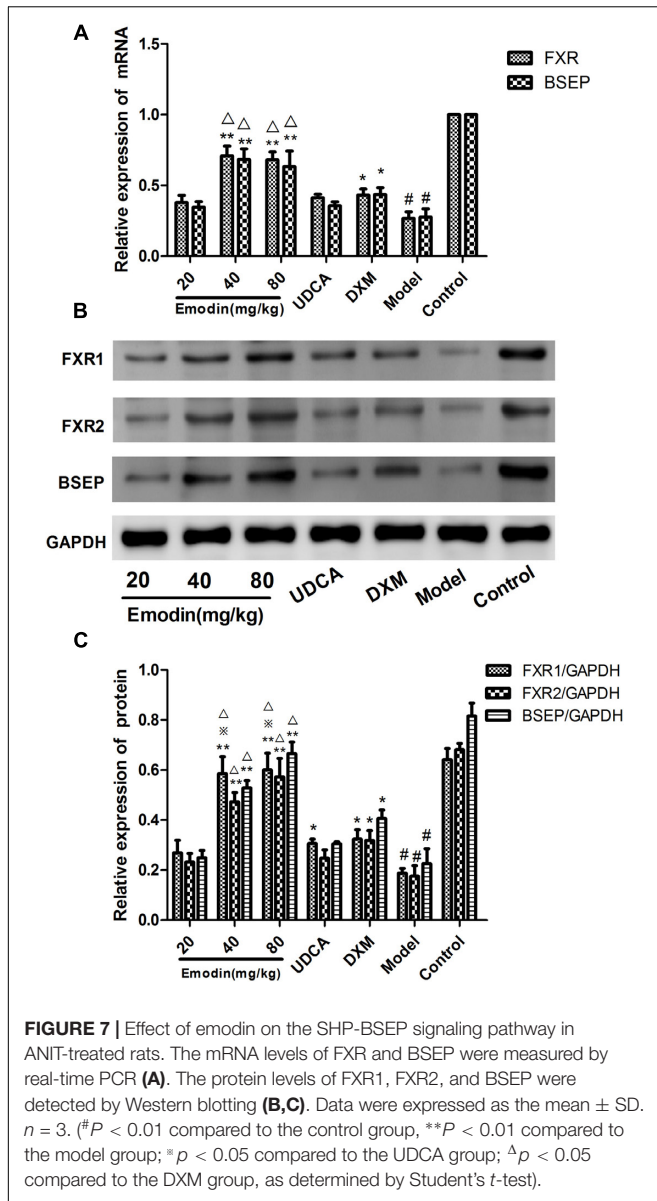 A
Relative expression of mRNA
1.5
1.0
0.5
0.0
FXR
BSEP
△ △ △ △
** ** ** **
* *
# #
20 40 80 UDCA DXM Model Control
Emodin(mg/kg)
B
FXR1
FXR2
BSEP
GAPDH
20 40 80 UDCA DXM Model Control
Emodin(mg/kg)
C
Relative expression of protein
1.0
0.8
0.6
0.4
0.2
0.0
FXR1/GAPDH
FXR2/GAPDH
BSEP/GAPDH
△ △
※ △ ※ △ △ △
** ** ** ** ** **
* * * *
# # #
20 40 80 UDCA DXM Model Control
Emodin(mg/kg)
FIGURE 7 | Effect of emodin on the SHP-BSEP signaling pathway in
ANIT-treated rats. The mRNA levels of FXR and BSEP were measured by
real-time PCR (A). The protein levels of FXR1, FXR2, and BSEP were
detected by Western blotting (B,C). Data were expressed as the mean ± SD.
n = 3. (#P < 0.01 compared to the control group, **P < 0.01 compared to
the model group; ※p < 0.05 compared to the UDCA group; Δp < 0.05
compared to the DXM group, as determined by Student's t-test).